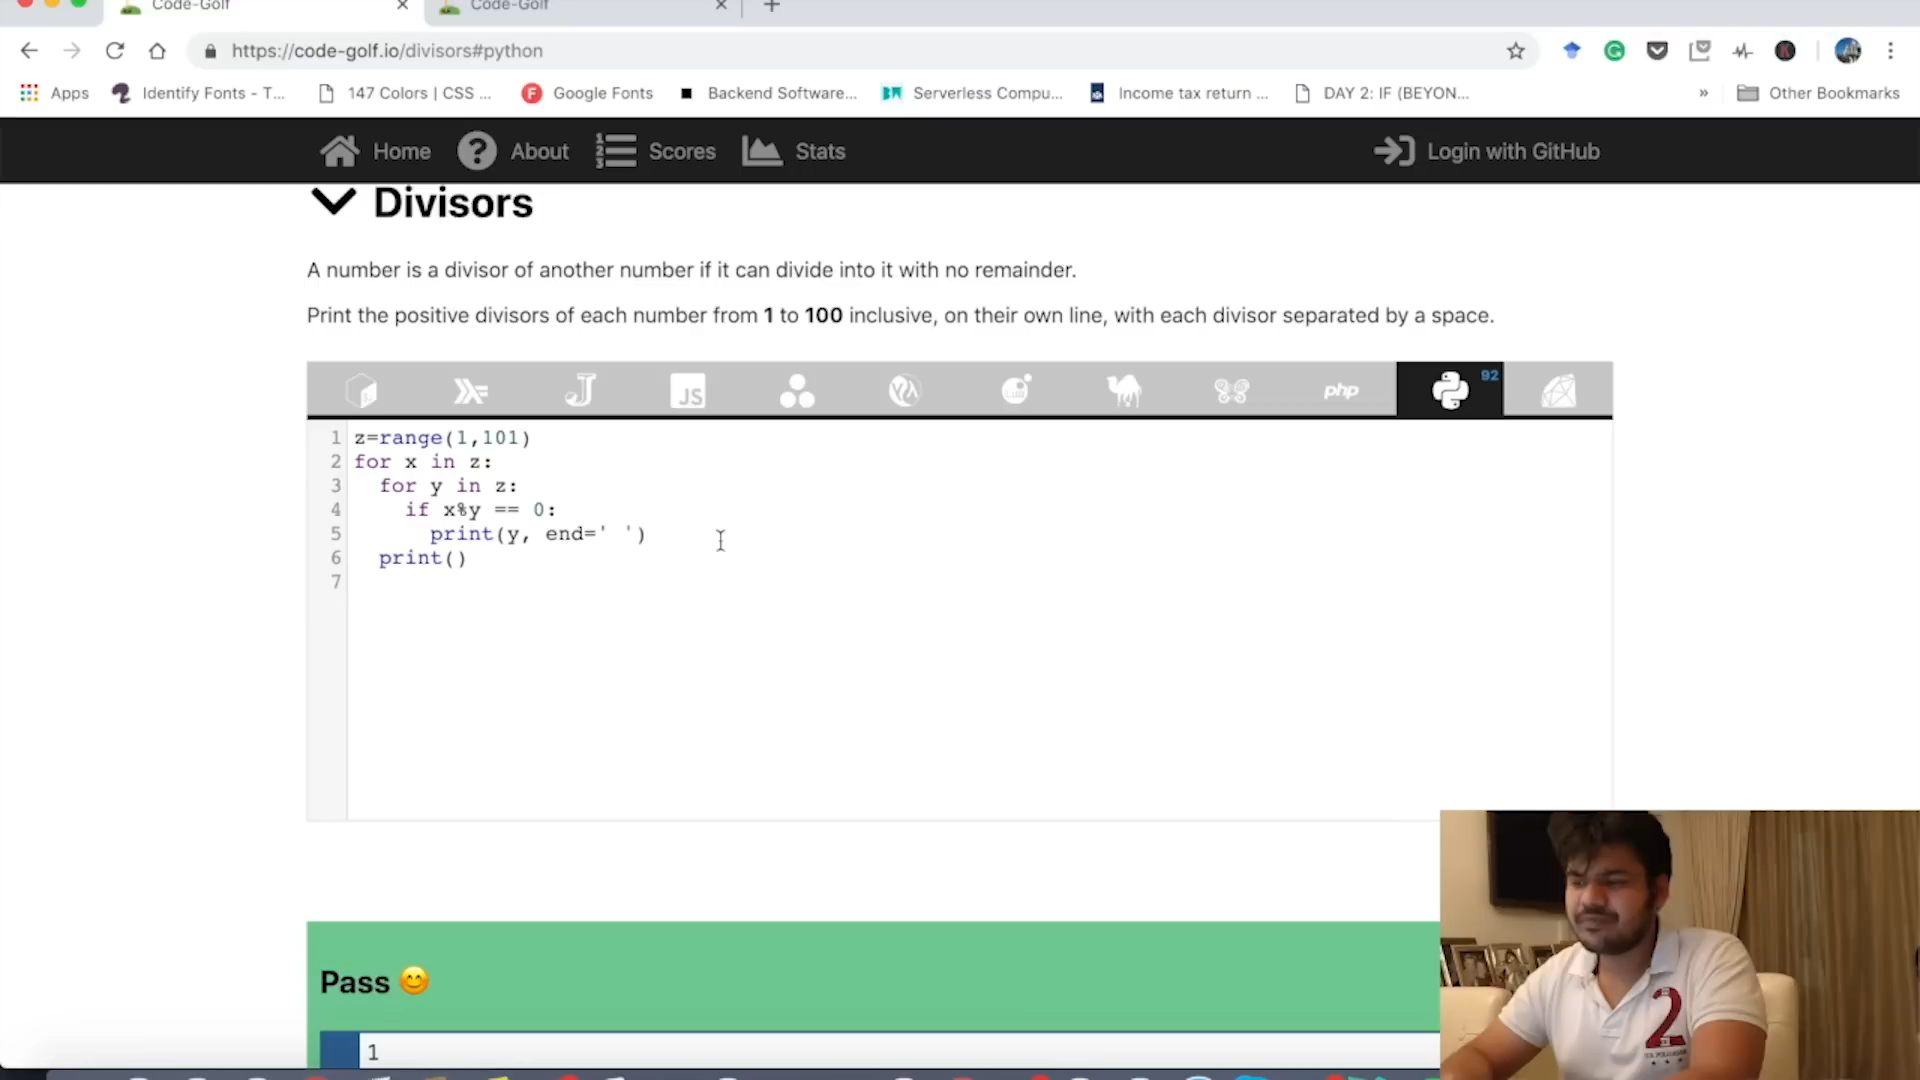 Code-Golf
Code-Golf
https://code-golf.io/divisors#python
Apps
Identify Fonts - T...
147 Colors | CSS ...
Google Fonts
Backend Software...
Serverless Compu...
Income tax return ...
DAY 2: IF (BEYON...
»
Other Bookmarks
Home
About
Scores
Stats
Login with GitHub
Divisors
A number is a divisor of another number if it can divide into it with no remainder.
Print the positive divisors of each number from 1 to 100 inclusive, on their own line, with each divisor separated by a space.
J
JS
php
92
1 z=range(1,101)
2 for x in z:
3   for y in z:
4     if x%y == 0:
5       print(y, end=' ')
6   print()
7
Pass 😊
1
2